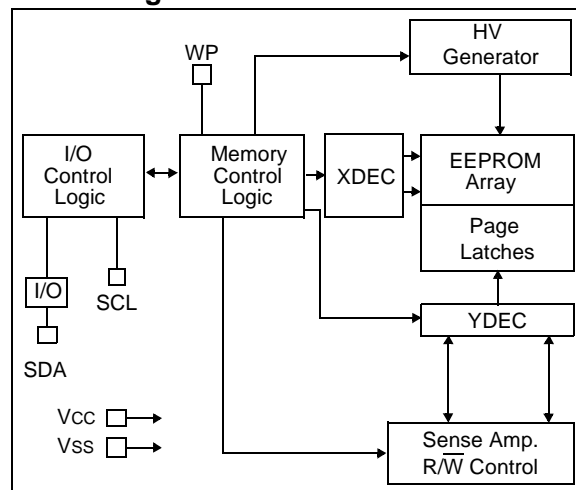 HV
Generator
WP
I/O
Control
Logic
Memory
Control
Logic
XDEC
EEPROM
Array
Page
Latches
I/O
SCL
SDA
YDEC
VCC
VSS
Sense Amp.
R/W̅ Control